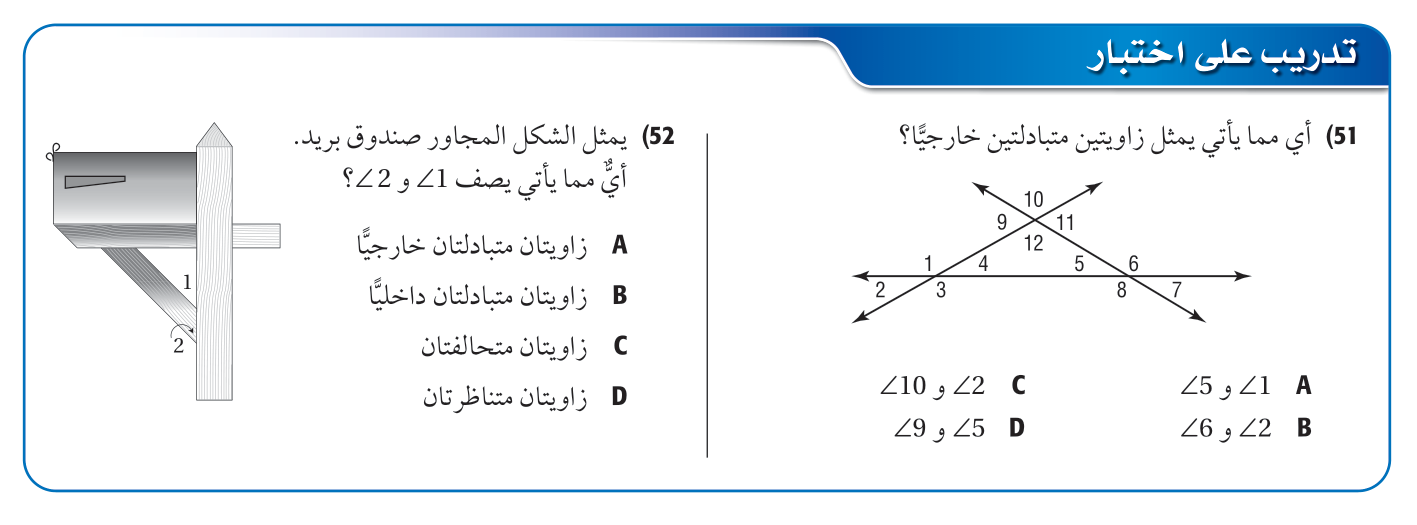 تدريب على اختبار
51) أي مما يأتي يمثل زاويتين متبادلتين خارجيًّا؟
10
9 11
12
1 4 5 6
2 3 8 7
A ∠1 و ∠5
C ∠2 و ∠10
B ∠2 و ∠6
D ∠5 و ∠9
52) يمثل الشكل المجاور صندوق بريد.
أيٌّ مما يأتي يصف ∠1 و ∠2؟
A زاويتان متبادلتان خارجيًّا
B زاويتان متبادلتان داخليًّا
C زاويتان متحالفتان
D زاويتان متناظرتان
1
2